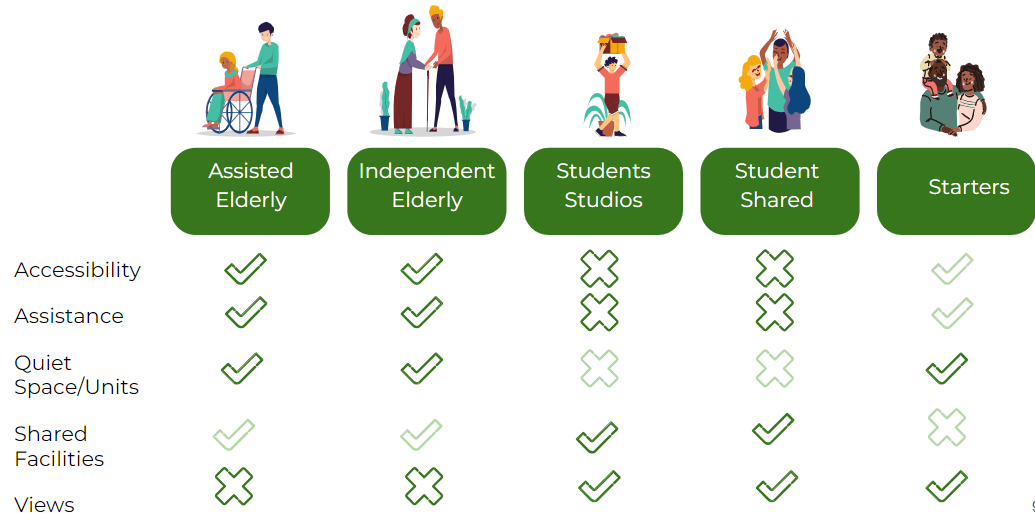 Assisted
Elderly
Independent
Elderly
Students
Studios
Student
Shared
Starters
Accessibility
Assistance
Quiet
Space/Units
Shared
Facilities
Views